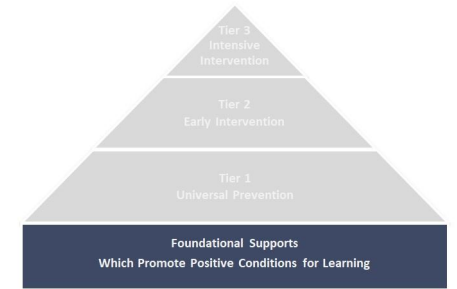 Tier 3
Intensive
Intervention
Tier 2
Early Intervention
Tier 1
Universal Prevention
Foundational Supports
Which Promote Positive Conditions for Learning